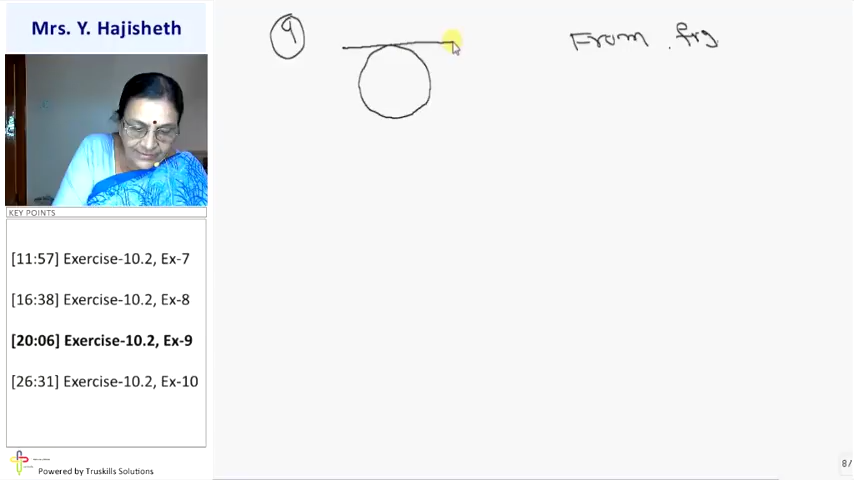 Mrs. Y. Hajisheth
9
From fig
KEY POINTS
[11:57] Exercise-10.2, Ex-7
[16:38] Exercise-10.2, Ex-8
[20:06] Exercise-10.2, Ex-9
[26:31] Exercise-10.2, Ex-10
Powered by Truskills Solutions
8/